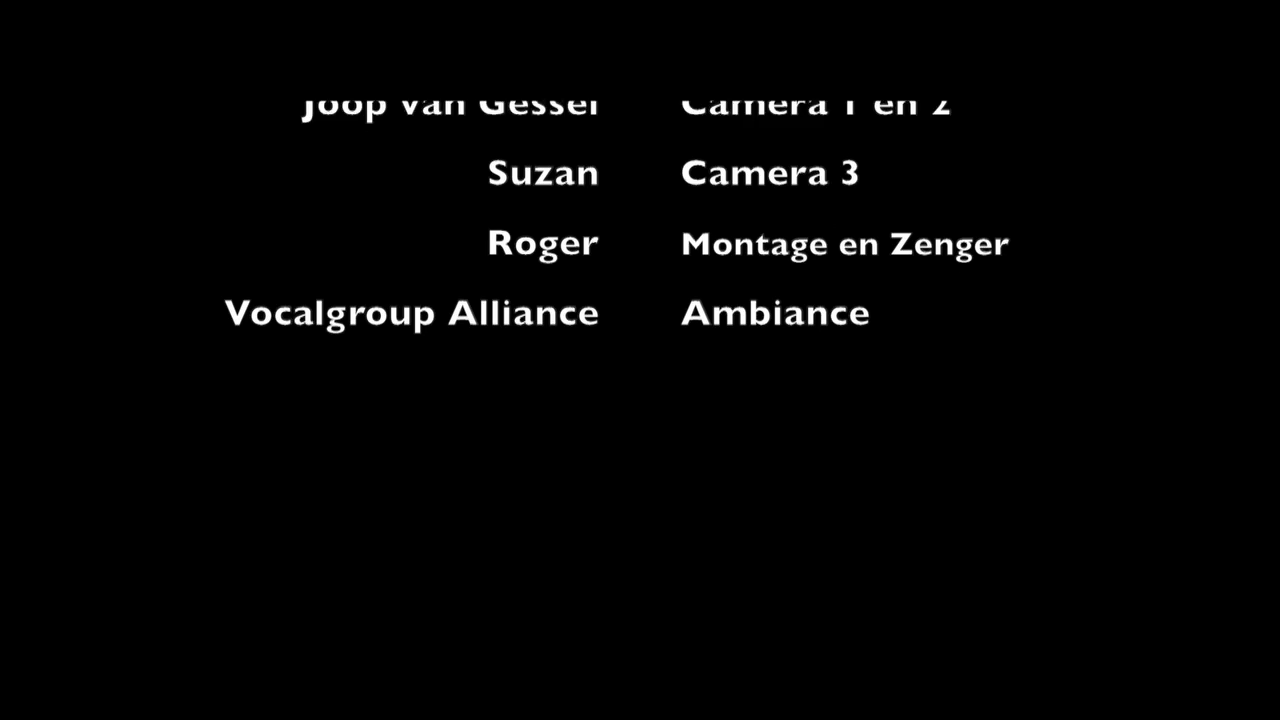 Joop van Gessel Camera 1 en 2
Suzan Camera 3
Roger Montage en Zenger
Vocalgroup Alliance Ambiance